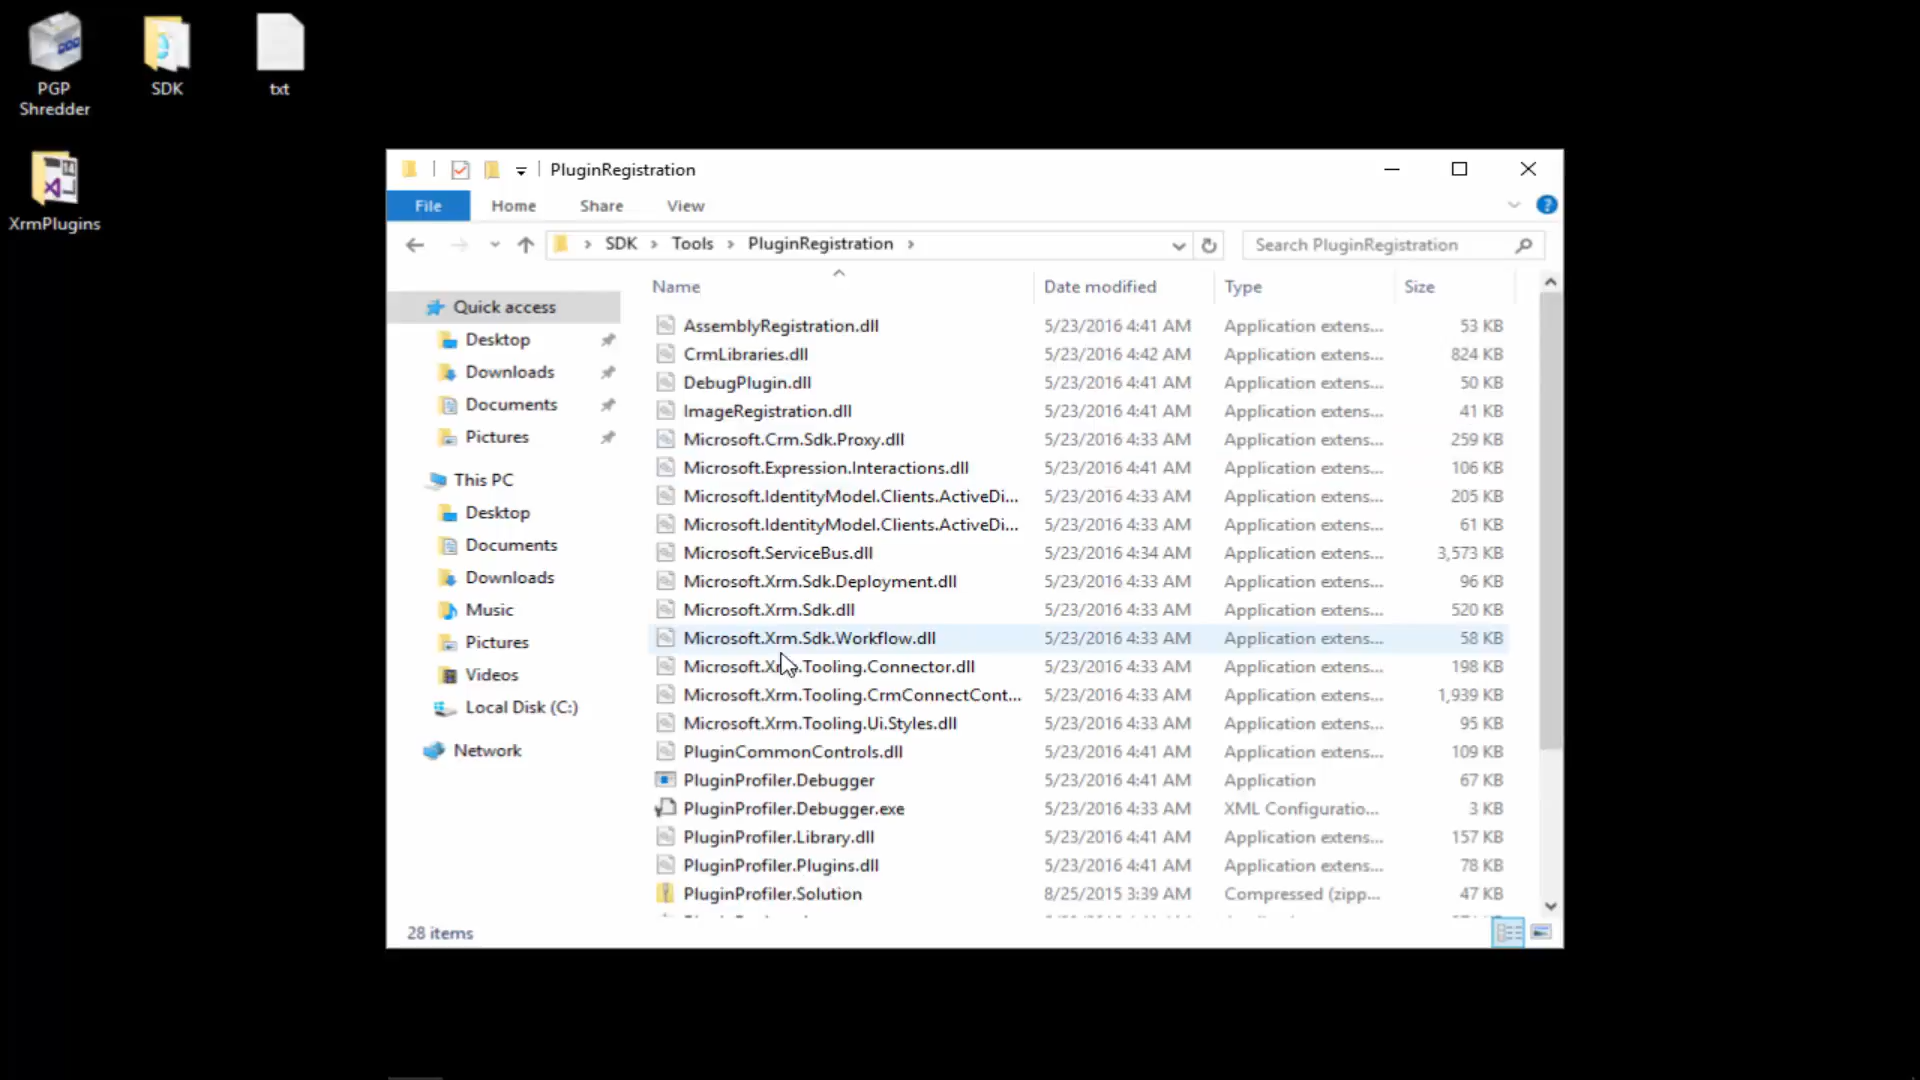 PGP
Shredder
SDK
txt
XrmPlugins
PluginRegistration
File Home Share View
SDK > Tools > PluginRegistration >
Search PluginRegistration
Quick access
Desktop
Downloads
Documents
Pictures
This PC
Desktop
Documents
Downloads
Music
Pictures
Videos
Local Disk (C:)
Network
Name Date modified Type Size
AssemblyRegistration.dll 5/23/2016 4:41 AM Application extens... 53 KB
CrmLibraries.dll 5/23/2016 4:42 AM Application extens... 824 KB
DebugPlugin.dll 5/23/2016 4:41 AM Application extens... 50 KB
ImageRegistration.dll 5/23/2016 4:41 AM Application extens... 41 KB
Microsoft.Crm.Sdk.Proxy.dll 5/23/2016 4:33 AM Application extens... 259 KB
Microsoft.Expression.Interactions.dll 5/23/2016 4:41 AM Application extens... 106 KB
Microsoft.IdentityModel.Clients.ActiveDi... 5/23/2016 4:33 AM Application extens... 205 KB
Microsoft.IdentityModel.Clients.ActiveDi... 5/23/2016 4:33 AM Application extens... 61 KB
Microsoft.ServiceBus.dll 5/23/2016 4:34 AM Application extens... 3,573 KB
Microsoft.Xrm.Sdk.Deployment.dll 5/23/2016 4:33 AM Application extens... 96 KB
Microsoft.Xrm.Sdk.dll 5/23/2016 4:33 AM Application extens... 520 KB
Microsoft.Xrm.Sdk.Workflow.dll 5/23/2016 4:33 AM Application extens... 58 KB
Microsoft.Xrm.Tooling.Connector.dll 5/23/2016 4:33 AM Application extens... 198 KB
Microsoft.Xrm.Tooling.CrmConnectCont... 5/23/2016 4:33 AM Application extens... 1,939 KB
Microsoft.Xrm.Tooling.Ui.Styles.dll 5/23/2016 4:33 AM Application extens... 95 KB
PluginCommonControls.dll 5/23/2016 4:41 AM Application extens... 109 KB
PluginProfiler.Debugger 5/23/2016 4:41 AM Application 67 KB
PluginProfiler.Debugger.exe 5/23/2016 4:33 AM XML Configuratio... 3 KB
PluginProfiler.Library.dll 5/23/2016 4:41 AM Application extens... 157 KB
PluginProfiler.Plugins.dll 5/23/2016 4:41 AM Application extens... 78 KB
PluginProfiler.Solution 8/25/2015 3:39 AM Compressed (zipp... 47 KB
28 items